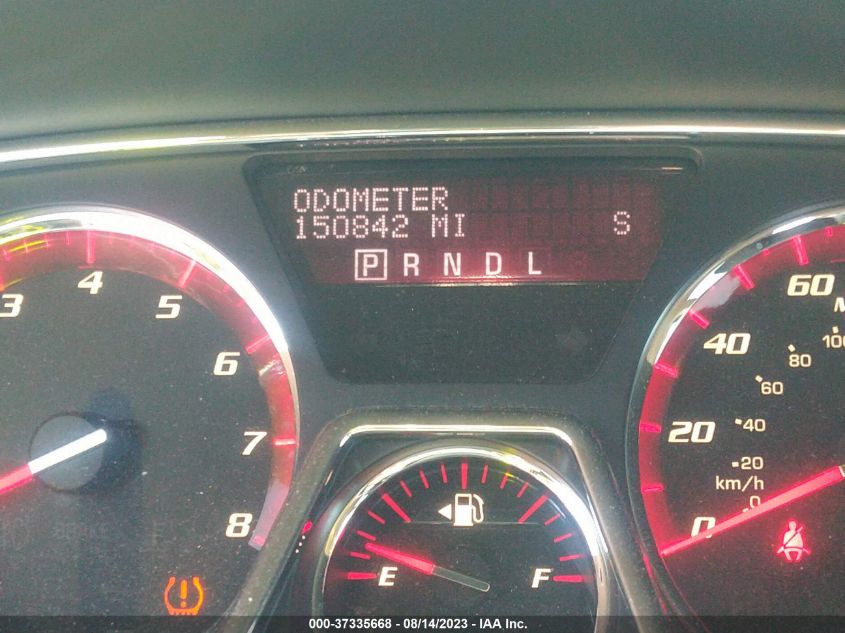 ODOMETER
150842 MI S
P R N D L
3 4 5 6 7 8
0 20 40 60
km/h 0 20 40 60 80
E F
000-37335668 - 08/14/2023 - IAA Inc.